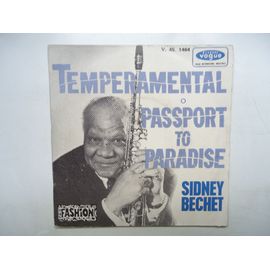 V. 45. 1464
vogue
TEMPERAMENTAL
PASSPORT
TO
PARADISE
SIDNEY
BECHET
FASHION